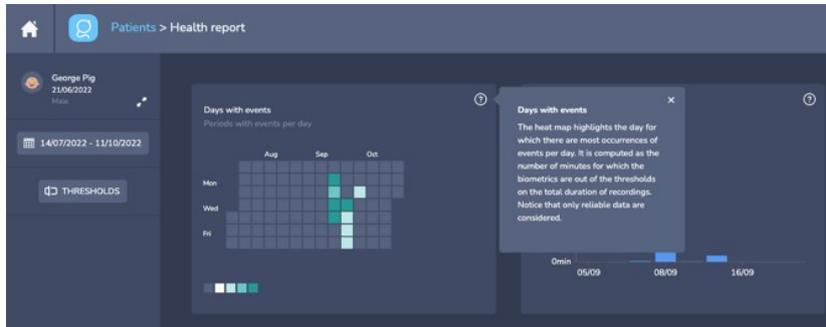 Patients > Health report
George Pig
21/06/2022
Male
14/07/2022 - 11/10/2022
THRESHOLDS
Days with events
Periods with events per day
Aug Sep Oct
Mon
Wed
Fri
Days with events
The heat map highlights the day for
which there are most occurrences of
events per day. It is computed as the
number of minutes for which the
biometrics are out of the thresholds
on the total duration of recordings.
Notice that only reliable data are
considered.
0min
05/09 08/09 16/09